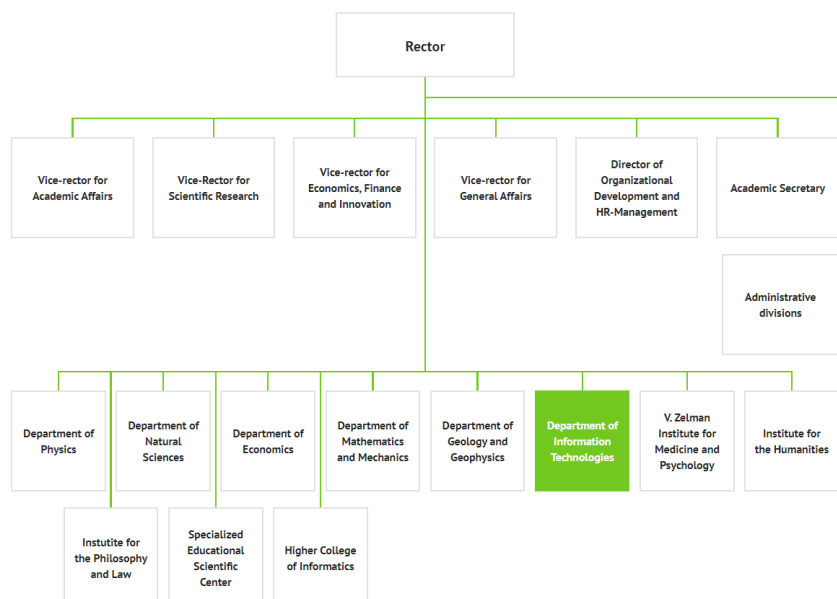 Rector
Vice-rector for
Academic Affairs
Vice-Rector for
Scientific Research
Vice-rector for
Economics, Finance
and Innovation
Vice-rector for
General Affairs
Director of
Organizational
Development and
HR-Management
Academic Secretary
Administrative
divisions
Department of
Physics
Department of
Natural
Sciences
Department of
Economics
Department of
Mathematics
and Mechanics
Department of
Geology and
Geophysics
Department of
Information
Technologies
V. Zelman
Institute for
Medicine and
Psychology
Institute for
the Humanities
Instutite for
the Philosophy
and Law
Specialized
Educational
Scientific
Center
Higher College
of Informatics